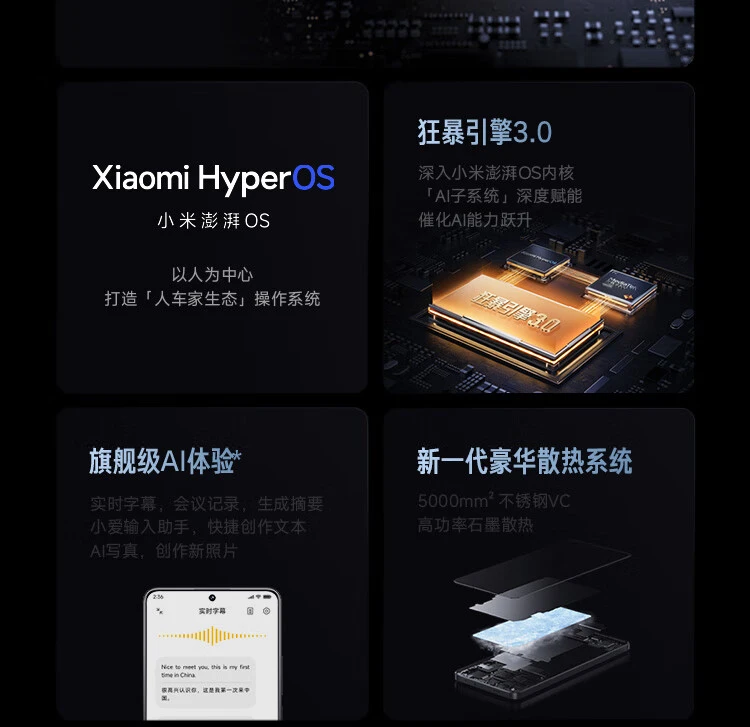 Xiaomi HyperOS
小米澎湃OS
以人为中心
打造「人车家生态」操作系统
狂暴引擎3.0
深入小米澎湃OS内核
「AI子系统」深度赋能
催化AI能力跃升
Xiaomi HyperOS
MediaTek
狂暴引擎3.0
旗舰级AI体验*
实时字幕，会议记录，生成摘要
小爱输入助手，快捷创作文本
AI写真，创作新照片
2:36
实时字幕
Nice to meet you, this is my first
time in China.
很高兴认识你，这是我第一次来中
国。
新一代豪华散热系统
5000mm² 不锈钢VC
高功率石墨散热